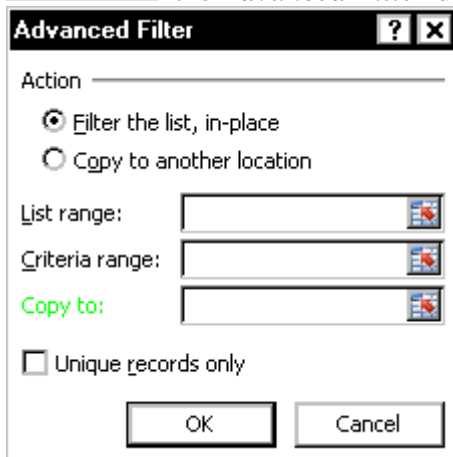 Advanced Filter
Action
Filter the list, in-place
Copy to another location
List range:
Criteria range:
Copy to:
Unique records only
OK Cancel